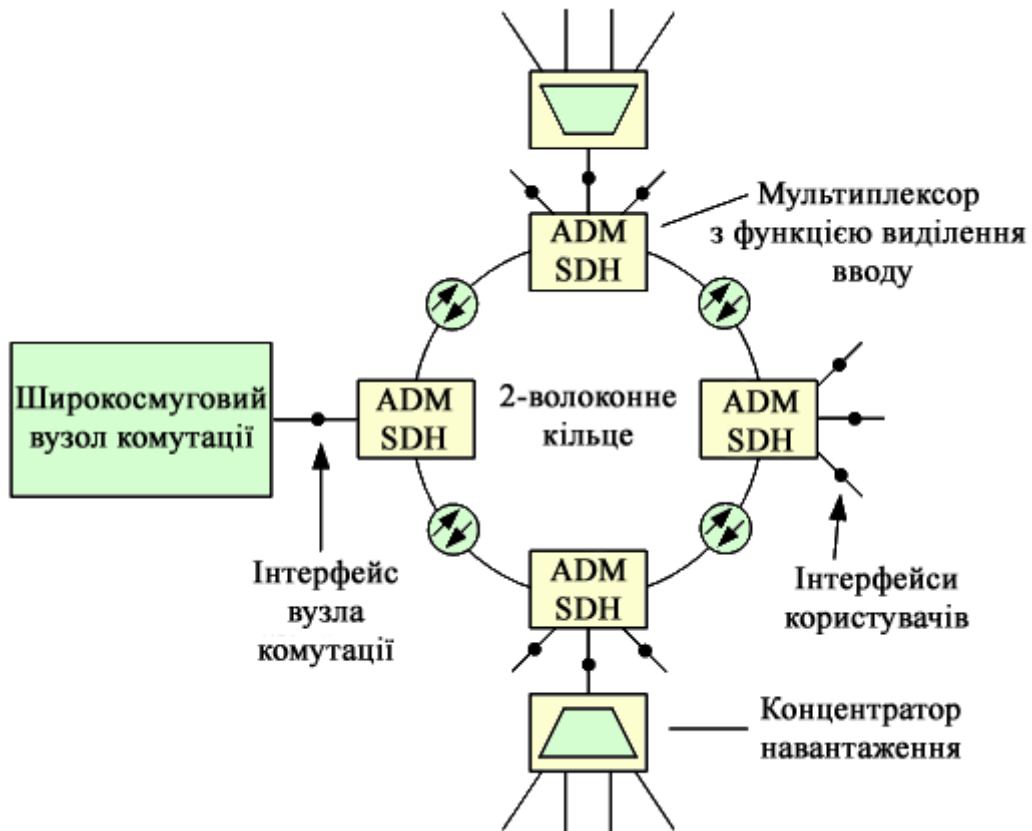 ADM
SDH
Мультиплексор
з функцією виділення
вводу
Широкосмуговий
вузол комутації
ADM
SDH
2-волоконне
кільце
ADM
SDH
Інтерфейс
вузла
комутації
ADM
SDH
Інтерфейси
користувачів
Концентратор
навантаження